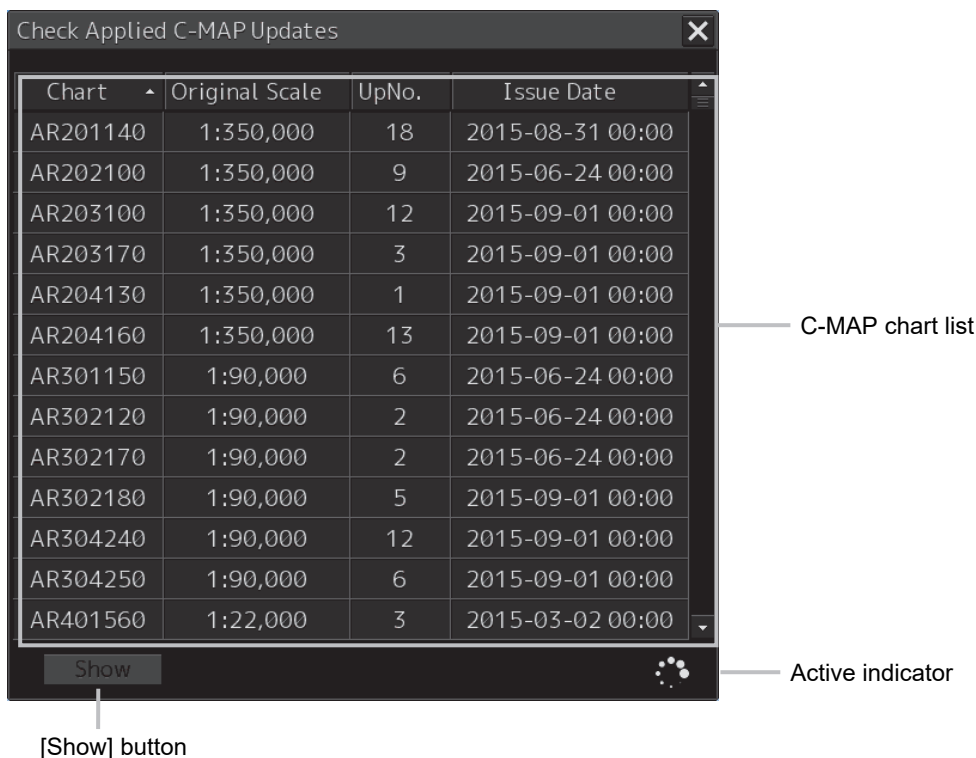 Check Applied C-MAP Updates
Chart Original Scale UpNo. Issue Date
AR201140 1:350,000 18 2015-08-31 00:00
AR202100 1:350,000 9 2015-06-24 00:00
AR203100 1:350,000 12 2015-09-01 00:00
AR203170 1:350,000 3 2015-09-01 00:00
AR204130 1:350,000 1 2015-09-01 00:00
AR204160 1:350,000 13 2015-09-01 00:00
C-MAP chart list
AR301150 1:90,000 6 2015-06-24 00:00
AR302120 1:90,000 2 2015-06-24 00:00
AR302170 1:90,000 2 2015-06-24 00:00
AR302180 1:90,000 5 2015-09-01 00:00
AR304240 1:90,000 12 2015-09-01 00:00
AR304250 1:90,000 6 2015-09-01 00:00
AR401560 1:22,000 3 2015-03-02 00:00
Show
Active indicator
[Show] button